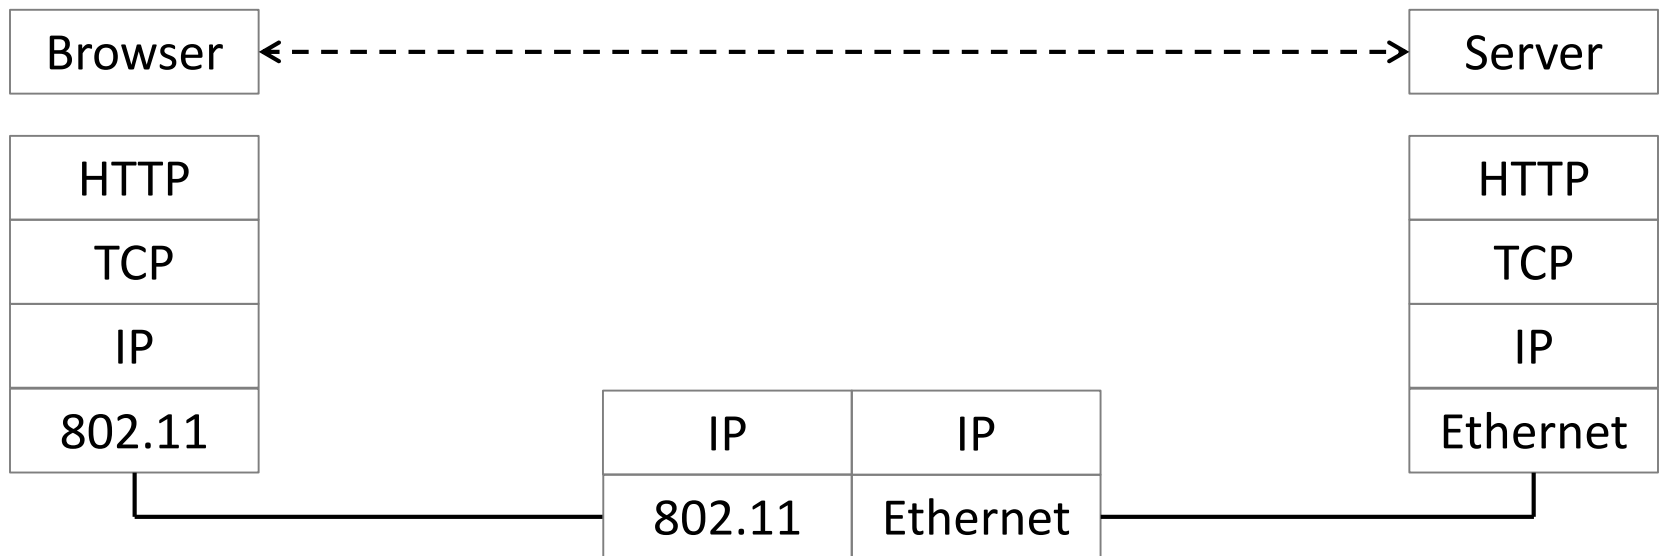 Browser
Server
HTTP
TCP
IP
802.11
IP
IP
802.11
Ethernet
HTTP
TCP
IP
Ethernet